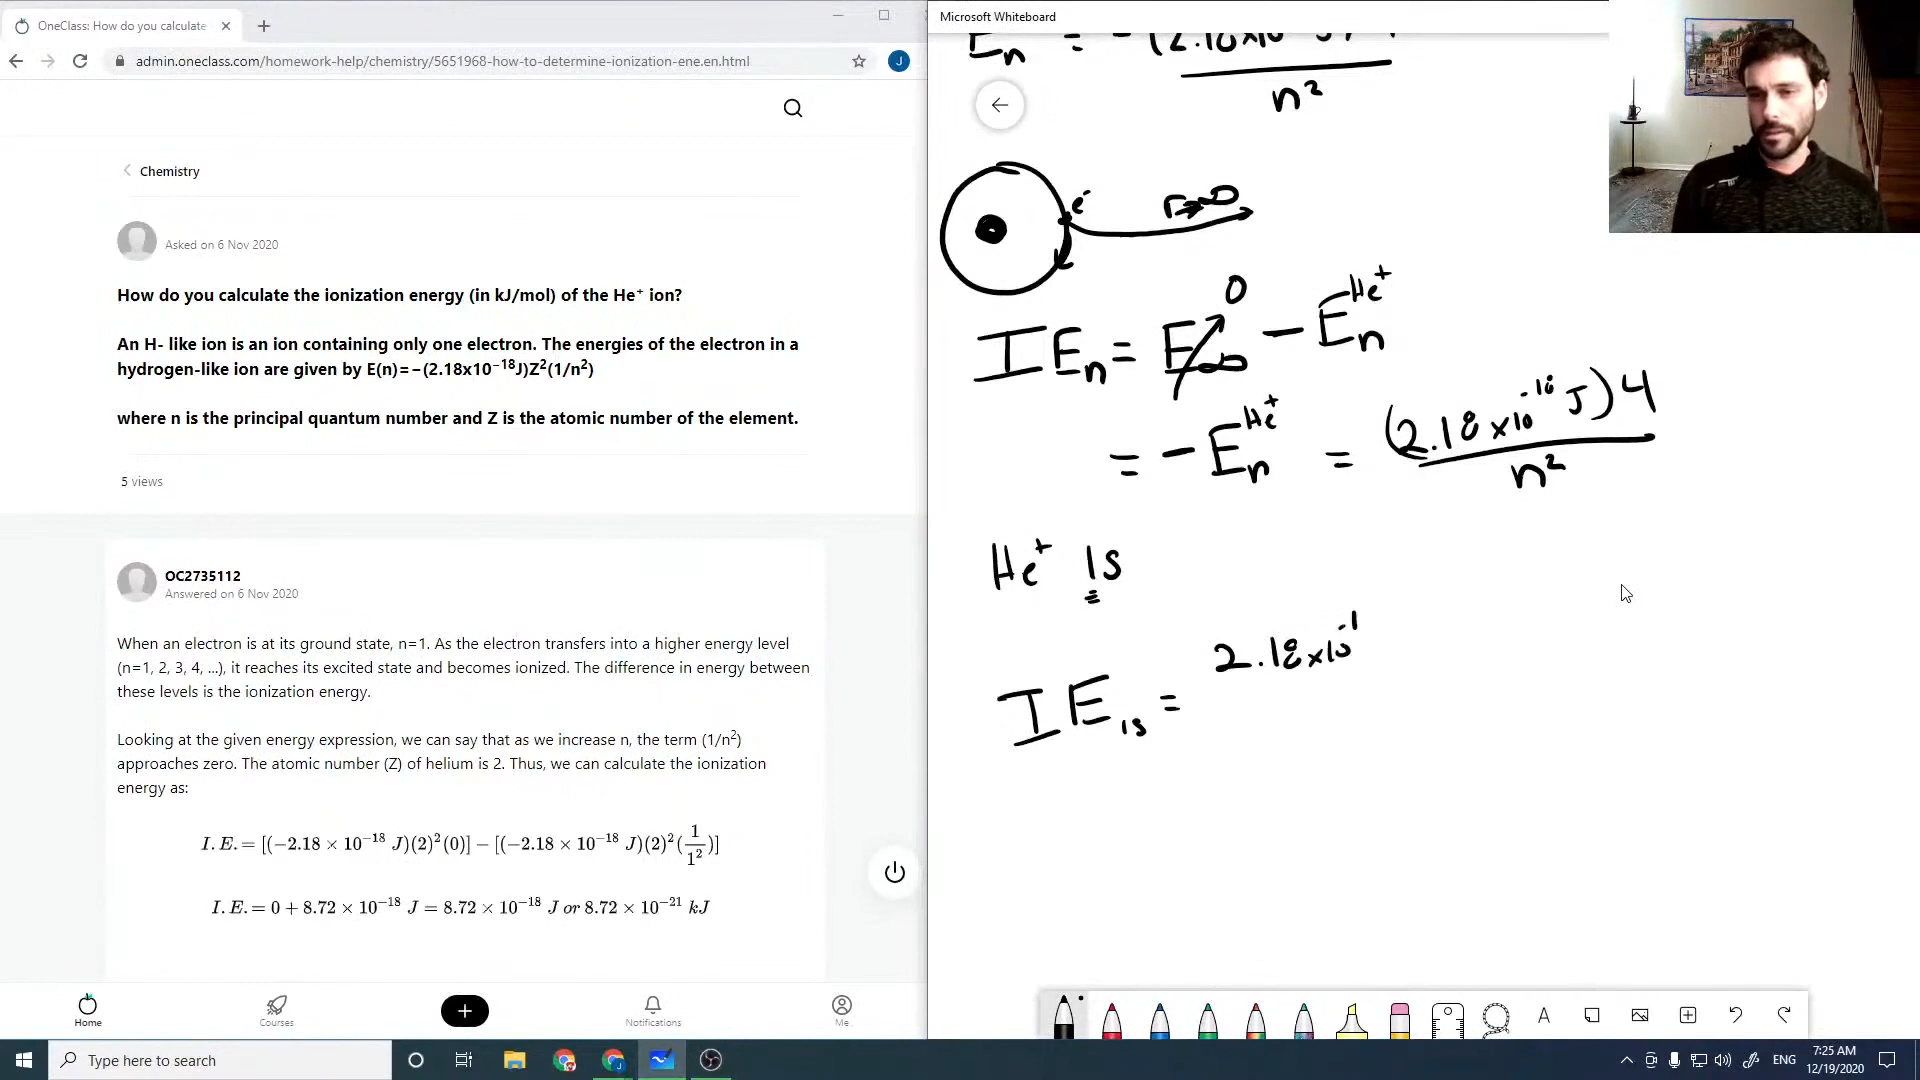 OneClass: How do you calculate
admin.oneclass.com/homework-help/chemistry/5651968-how-to-determine-ionization-ene.en.html
J
Chemistry
Asked on 6 Nov 2020
How do you calculate the ionization energy (in kJ/mol) of the He⁺ ion?
An H- like ion is an ion containing only one electron. The energies of the electron in a
hydrogen-like ion are given by E(n)=−(2.18x10⁻¹⁸J)Z²(1/n²)
where n is the principal quantum number and Z is the atomic number of the element.
5 views
OC2735112
Answered on 6 Nov 2020
When an electron is at its ground state, n=1. As the electron transfers into a higher energy level
(n=1, 2, 3, 4, ...), it reaches its excited state and becomes ionized. The difference in energy between
these levels is the ionization energy.
Looking at the given energy expression, we can say that as we increase n, the term (1/n²)
approaches zero. The atomic number (Z) of helium is 2. Thus, we can calculate the ionization
energy as:
I.E. = [(−2.18 × 10⁻¹⁸ J)(2)²(0)] − [(−2.18 × 10⁻¹⁸ J)(2)²(1/1²)]
I.E. = 0 + 8.72 × 10⁻¹⁸ J = 8.72 × 10⁻¹⁸ J or 8.72 × 10⁻²¹ kJ
Home
Courses
Notifications
Me
Microsoft Whiteboard
n²
e⁻
r→∞
0
IEₙ = E∞ − Eₙ He⁺
= − Eₙ He⁺ = (2.18×10⁻¹⁸ J) 4
n²
He⁺ 1s
2.18×10⁻¹
IE₁ₛ =
A
Type here to search
ENG
7:25 AM
12/19/2020